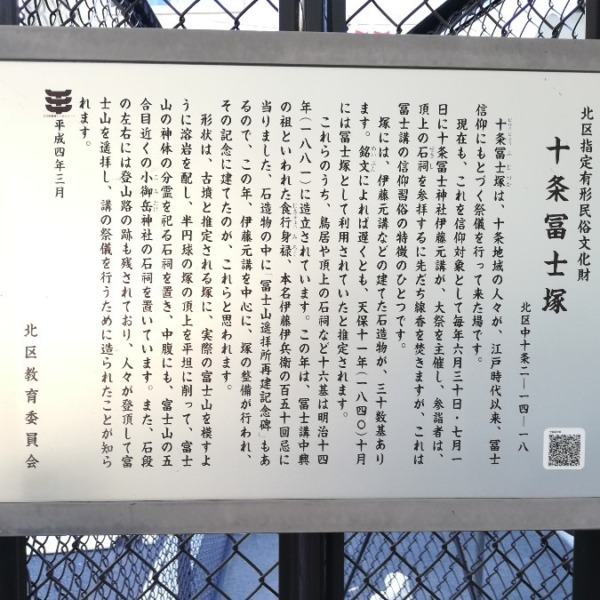 北区指定有形民俗文化財
十条冨士塚
北区中十条二―一四―一八
十条冨士塚は、十条地域の人々が、江戸時代以来、冨士
信仰にもとづく祭儀を行って来た場です。
現在も、これを信仰対象として毎年六月三十日・七月一
日に十条冨士神社伊藤元講が、大祭を主催し、参詣者は、
頂上の石祠を参拝するに先だち線香を焚きますが、これは
冨士講の信仰習俗の特徴のひとつです。
塚には、伊藤元講などの建てた石造物が、三十数基あり
ます。銘文によれば遅くとも、天保十一年(一八四〇)十月
には冨士塚として利用されていたと推定されます。
これらのうち、鳥居や頂上の石祠など十六基は明治十四
年(一八八一)に造立されています。この年は、冨士講中興
の祖といわれた食行身禄、本名伊藤伊兵衛の百五十回忌に
当りました、石造物の中に「冨士山遥拝所再建記念碑」もあ
るので、この年、伊藤元講を中心に、塚の整備が行われ、
その記念に建てたのが、これらと思われます。
形状は、古墳と推定される塚に、実際の富士山を模すよ
うに溶岩を配し、半円球の塚の頂上を平坦に削って、富士
山の神体の分霊を祀る石祠を置き、中腹にも、富士山の五
合目近くの小御岳神社の石祠を置いています。また、石段
の左右には登山路の跡も残されており、人々が登頂して富
士山を遥拝し、講の祭儀を行うために造られたことが知ら
れます。
平成四年三月
北区教育委員会